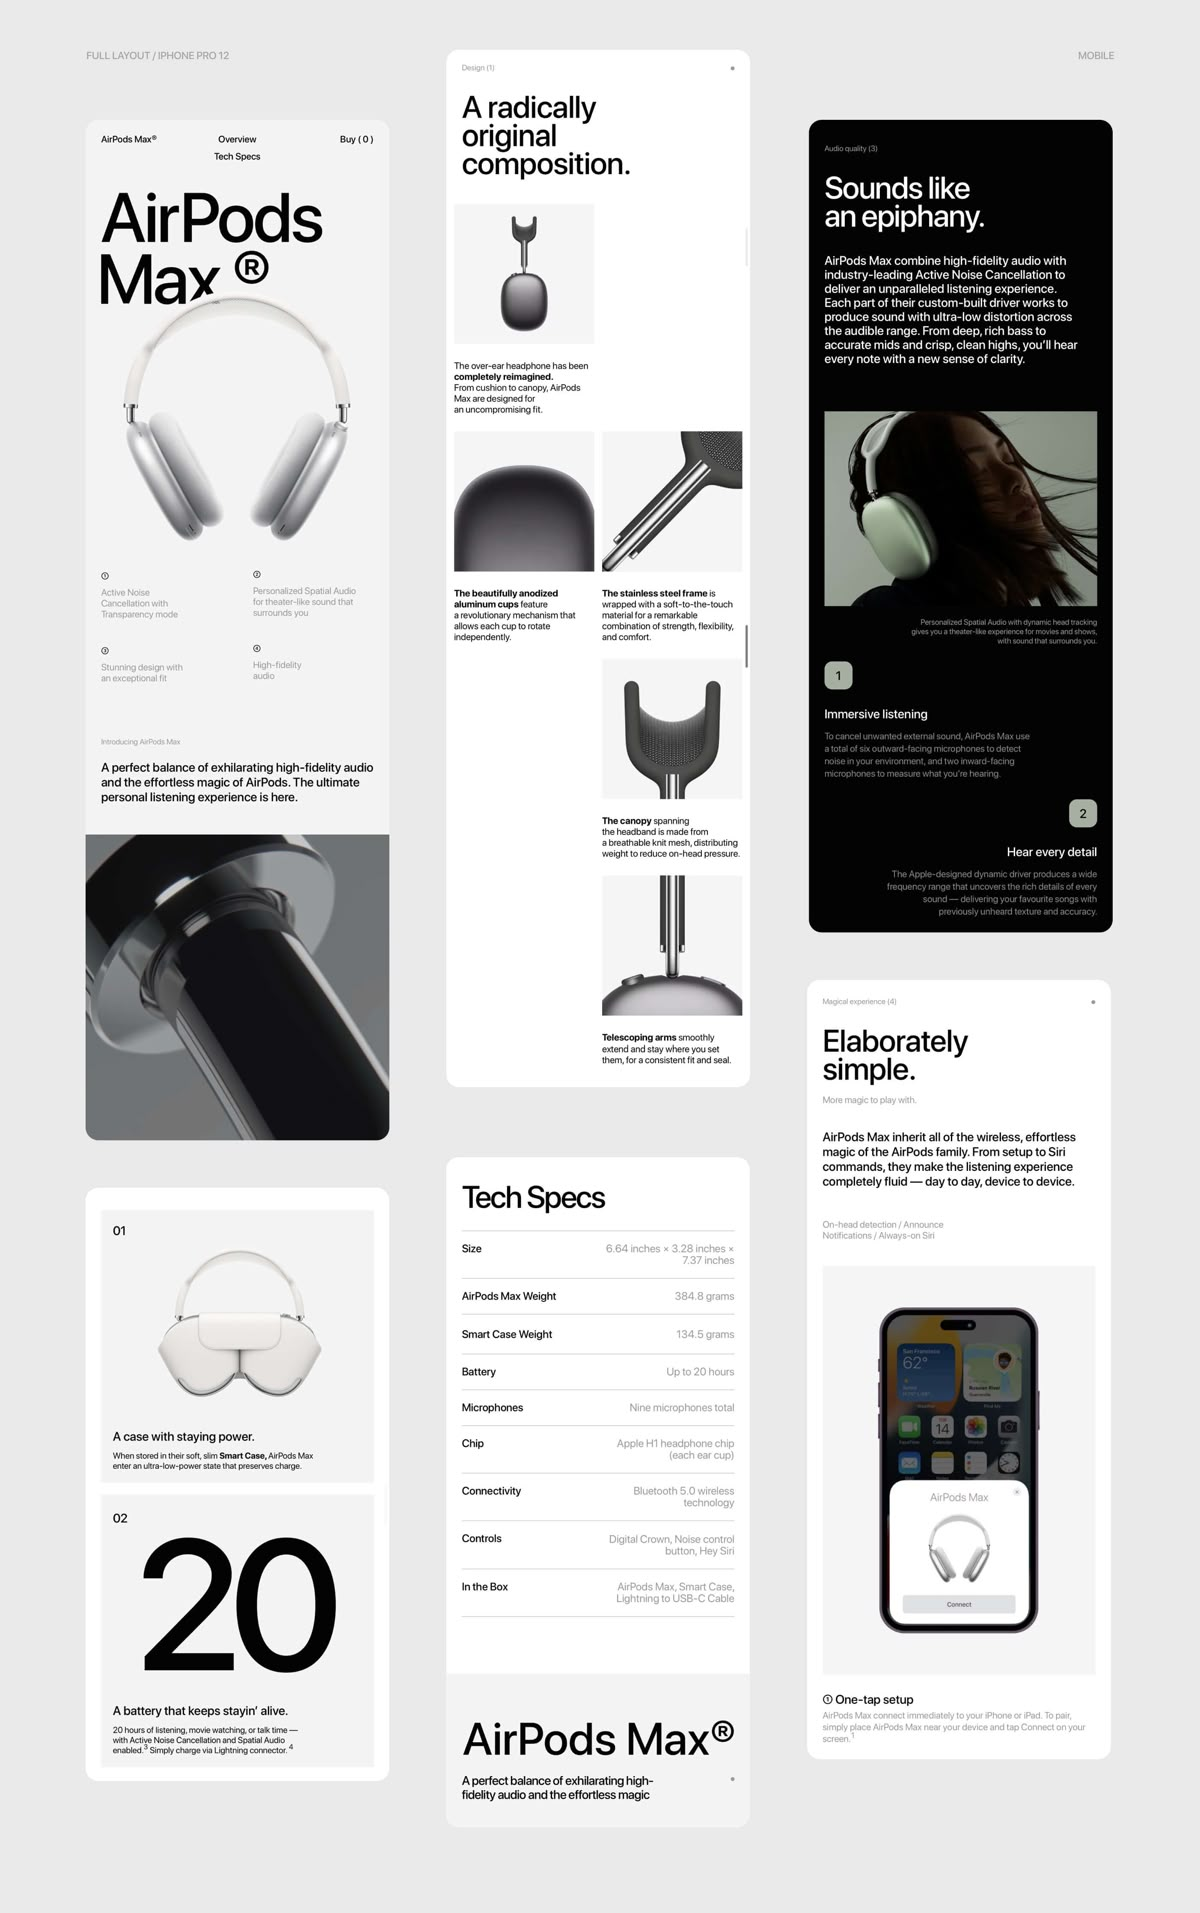 FULL LAYOUT / IPHONE PRO 12
MOBILE
AirPods Max®
Overview
Buy ( 0 )
Tech Specs
AirPods
Max ®
①
Active Noise
Cancellation with
Transparency mode
②
Personalized Spatial Audio
for theater-like sound that
surrounds you
③
Stunning design with
an exceptional fit
④
High-fidelity
audio
Introducing AirPods Max
A perfect balance of exhilarating high-fidelity audio
and the effortless magic of AirPods. The ultimate
personal listening experience is here.
01
A case with staying power.
When stored in their soft, slim Smart Case, AirPods Max
enter an ultra-low-power state that preserves charge.
02
20
A battery that keeps stayin’ alive.
20 hours of listening, movie watching, or talk time —
with Active Noise Cancellation and Spatial Audio
enabled.³ Simply charge via Lightning connector. ⁴
Design (1)
A radically
original
composition.
The over-ear headphone has been
completely reimagined.
From cushion to canopy, AirPods
Max are designed for
an uncompromising fit.
The beautifully anodized
aluminum cups feature
a revolutionary mechanism that
allows each cup to rotate
independently.
The stainless steel frame is
wrapped with a soft-to-the-touch
material for a remarkable
combination of strength, flexibility,
and comfort.
The canopy spanning
the headband is made from
a breathable knit mesh, distributing
weight to reduce on-head pressure.
Telescoping arms smoothly
extend and stay where you set
them, for a consistent fit and seal.
Tech Specs
Size
6.64 inches × 3.28 inches ×
7.37 inches
AirPods Max Weight
384.8 grams
Smart Case Weight
134.5 grams
Battery
Up to 20 hours
Microphones
Nine microphones total
Chip
Apple H1 headphone chip
(each ear cup)
Connectivity
Bluetooth 5.0 wireless
technology
Controls
Digital Crown, Noise control
button, Hey Siri
In the Box
AirPods Max, Smart Case,
Lightning to USB-C Cable
AirPods Max®
A perfect balance of exhilarating high-
fidelity audio and the effortless magic
Audio quality (3)
Sounds like
an epiphany.
AirPods Max combine high-fidelity audio with
industry-leading Active Noise Cancellation to
deliver an unparalleled listening experience.
Each part of their custom-built driver works to
produce sound with ultra-low distortion across
the audible range. From deep, rich bass to
accurate mids and crisp, clean highs, you’ll hear
every note with a new sense of clarity.
Personalized Spatial Audio with dynamic head tracking
gives you a theater-like experience for movies and shows,
with sound that surrounds you.
1
Immersive listening
To cancel unwanted external sound, AirPods Max use
a total of six outward-facing microphones to detect
noise in your environment, and two inward-facing
microphones to measure what you’re hearing.
2
Hear every detail
The Apple-designed dynamic driver produces a wide
frequency range that uncovers the rich details of every
sound — delivering your favourite songs with
previously unheard texture and accuracy.
Magical experience (4)
Elaborately
simple.
More magic to play with.
AirPods Max inherit all of the wireless, effortless
magic of the AirPods family. From setup to Siri
commands, they make the listening experience
completely fluid — day to day, device to device.
On-head detection / Announce
Notifications / Always-on Siri
San Francisco
62°
Sunny
Russian River
Weather
Find My
14
FaceTime
Calendar
Photos
Camera
AirPods Max
Connect
① One-tap setup
AirPods Max connect immediately to your iPhone or iPad. To pair,
simply place AirPods Max near your device and tap Connect on your
screen.¹